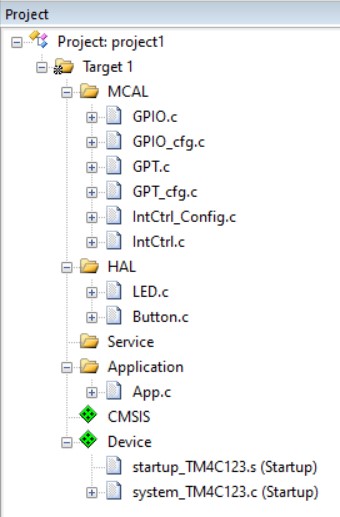 Project
Project: project1
Target 1
MCAL
GPIO.c
GPIO_cfg.c
GPT.c
GPT_cfg.c
IntCtrl_Config.c
IntCtrl.c
HAL
LED.c
Button.c
Service
Application
App.c
CMSIS
Device
startup_TM4C123.s (Startup)
system_TM4C123.c (Startup)